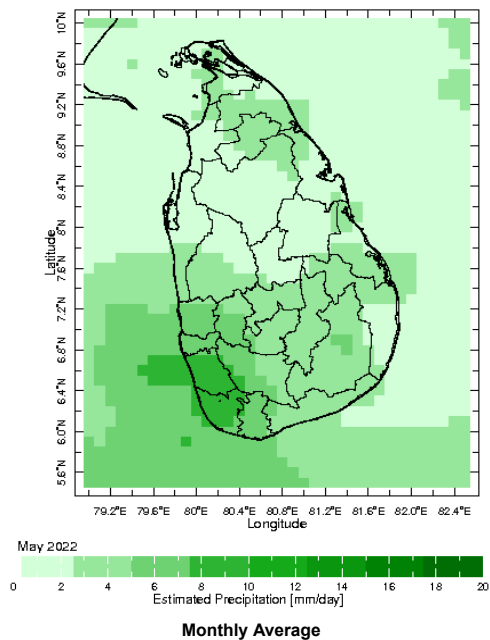 10°N
9.6°N
9.2°N
8.8°N
8.4°N
8°N
7.6°N
7.2°N
6.8°N
6.4°N
6.0°N
5.6°N
Latitude
79.2°E 79.6°E 80°E 80.4°E 80.8°E 81.2°E 81.6°E 82.0°E 82.4°E
Longitude
May 2022
0 2 4 6 8 10 12 14 16 18 20
Estimated Precipitation [mm/day]
Monthly Average